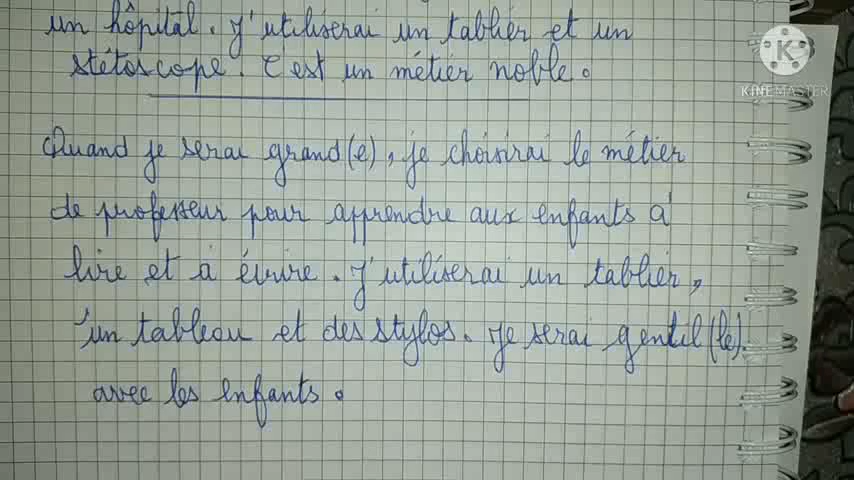 un hôpital. J'utiliserai un tablier et un
stétoscope. C'est un métier noble.
Quand je serai grand(e), je choisirai le métier
de professeur pour apprendre aux enfants à
lire et à écrire. J'utiliserai un tablier,
un tableau et des stylos. Je serai gentil(le)
avec les enfants.
K
KINEMASTER